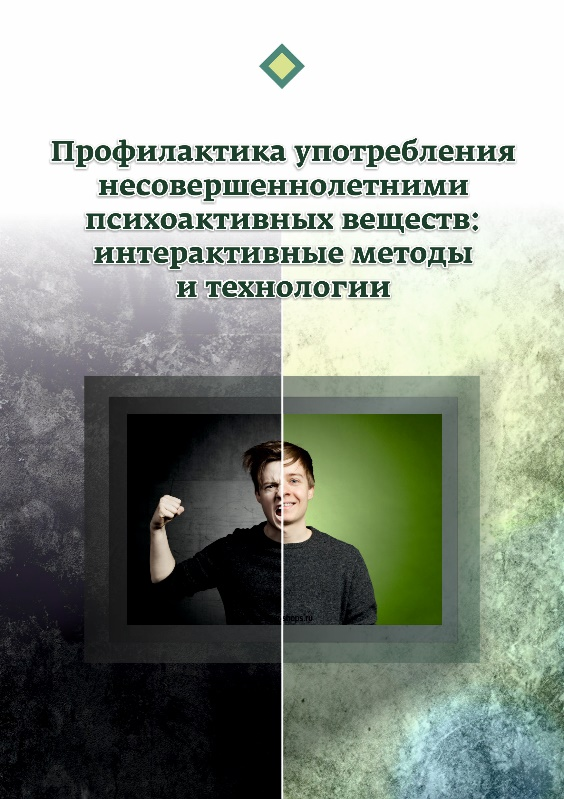 Профилактика употребления
несовершеннолетними
психоактивных веществ:
интерактивные методы
и технологии